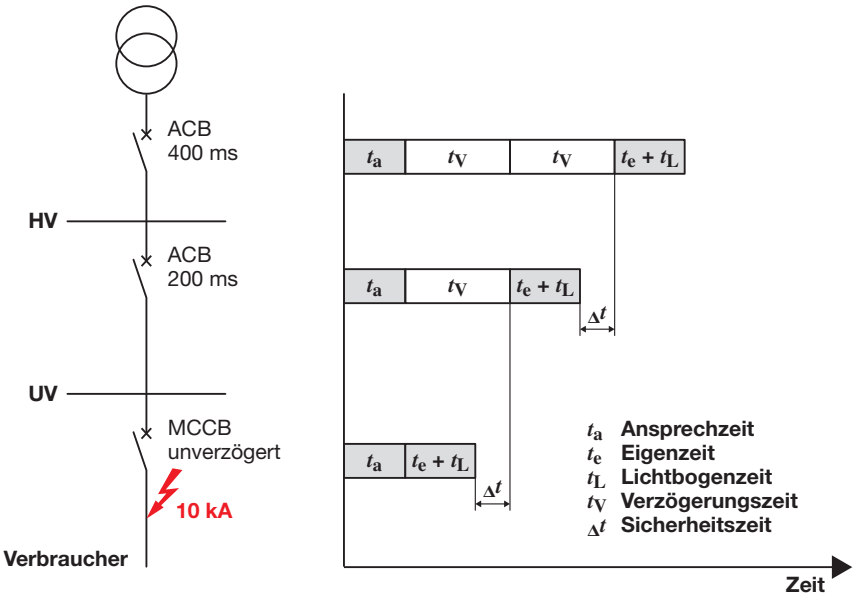 ACB
400 ms
ta tV tV te + tL
HV
ACB
200 ms
ta tV te + tL
Δt
UV
MCCB
unverzögert
ta te + tL
Δt
10 kA
ta Ansprechzeit
te Eigenzeit
tL Lichtbogenzeit
tV Verzögerungszeit
Δt Sicherheitszeit
Verbraucher
Zeit